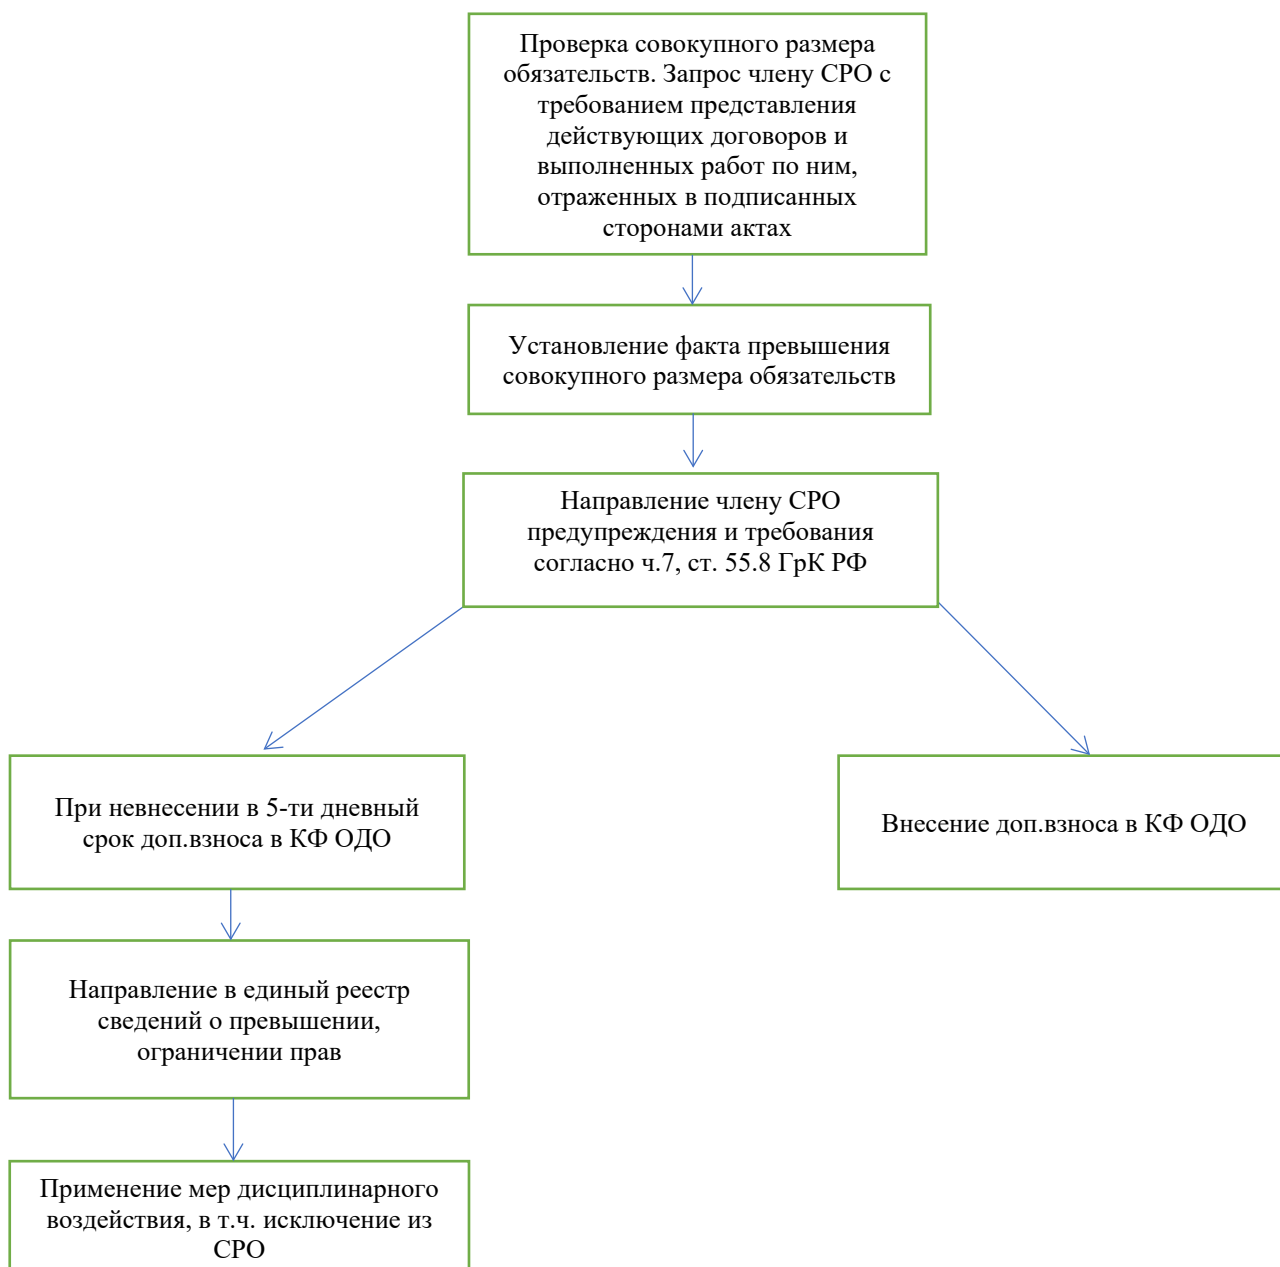 Проверка совокупного размера
обязательств. Запрос члену СРО с
требованием представления
действующих договоров и
выполненных работ по ним,
отраженных в подписанных
сторонами актах
Установление факта превышения
совокупного размера обязательств
Направление члену СРО
предупреждения и требования
согласно ч.7, ст. 55.8 ГрК РФ
При невнесении в 5-ти дневный
срок доп.взноса в КФ ОДО
Внесение доп.взноса в КФ ОДО
Направление в единый реестр
сведений о превышении,
ограничении прав
Применение мер дисциплинарного
воздействия, в т.ч. исключение из
СРО